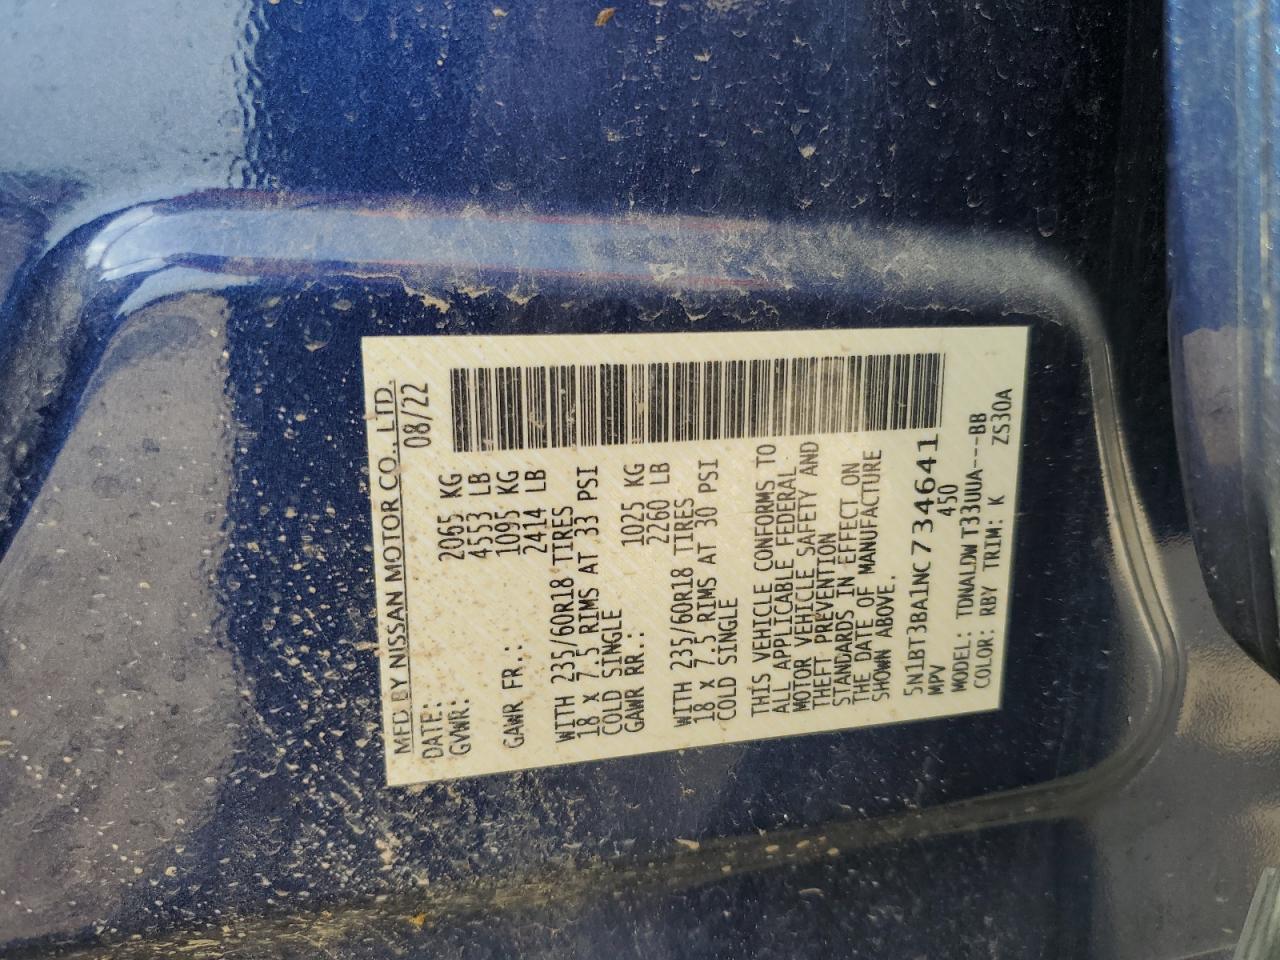 MFD BY NISSAN MOTOR CO., LTD.
DATE: 08/22
GVWR: 2065 KG
4553 LB
GAWR FR.: 1095 KG
2414 LB
WITH 235/60R18 TIRES
18 X 7.5 RIMS AT 33 PSI
COLD SINGLE
GAWR RR.: 1025 KG
2260 LB
WITH 235/60R18 TIRES
18 X 7.5 RIMS AT 30 PSI
COLD SINGLE
THIS VEHICLE CONFORMS TO
ALL APPLICABLE FEDERAL
MOTOR VEHICLE SAFETY AND
THEFT PREVENTION
STANDARDS IN EFFECT ON
THE DATE OF MANUFACTURE
SHOWN ABOVE.
5N1BT3BA1NC734641
MPV 450
MODEL: TDNALDW T33UUA---BB
COLOR: RBY TRIM: K ZS30A